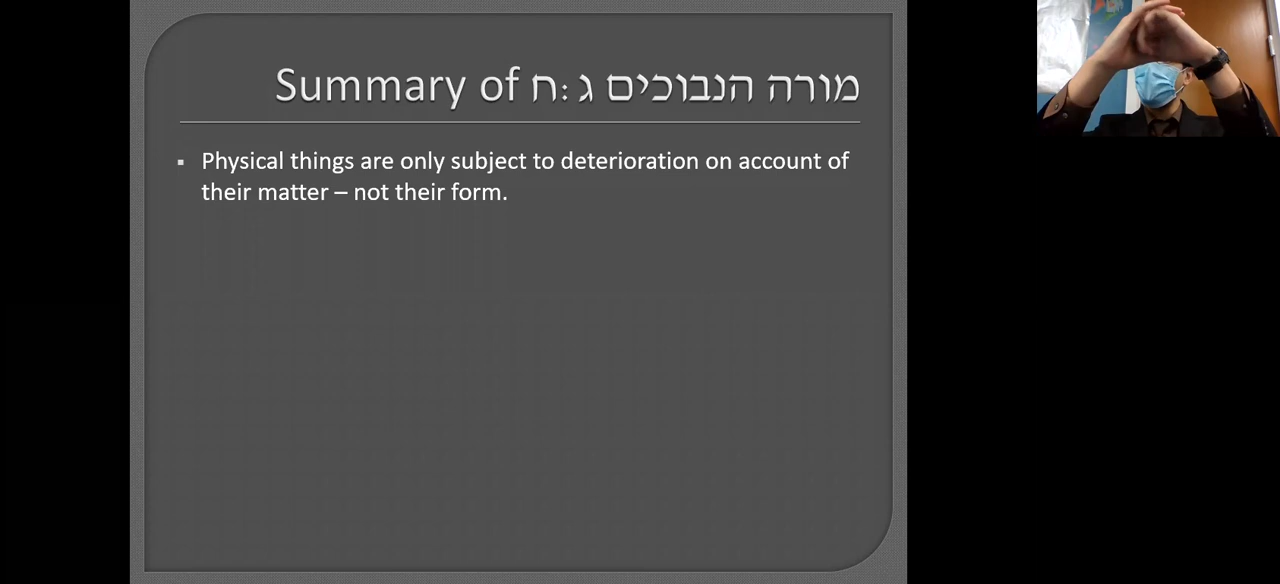 Summary of מורה הנבוכים ג :ח
▪ Physical things are only subject to deterioration on account of
their matter – not their form.